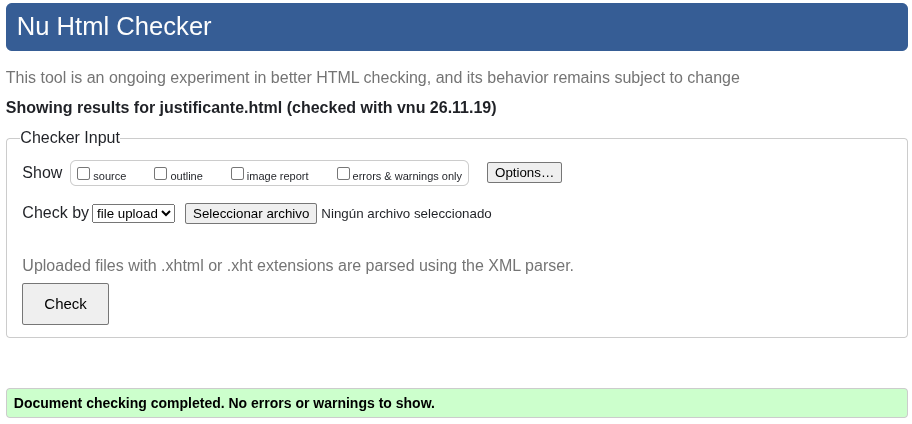 Nu Html Checker
This tool is an ongoing experiment in better HTML checking, and its behavior remains subject to change
Showing results for justificante.html (checked with vnu 26.11.19)
Checker Input
Show source outline image report errors & warnings only Options...
Check by file upload Seleccionar archivo Ningún archivo seleccionado
Uploaded files with .xhtml or .xht extensions are parsed using the XML parser.
Check
Document checking completed. No errors or warnings to show.